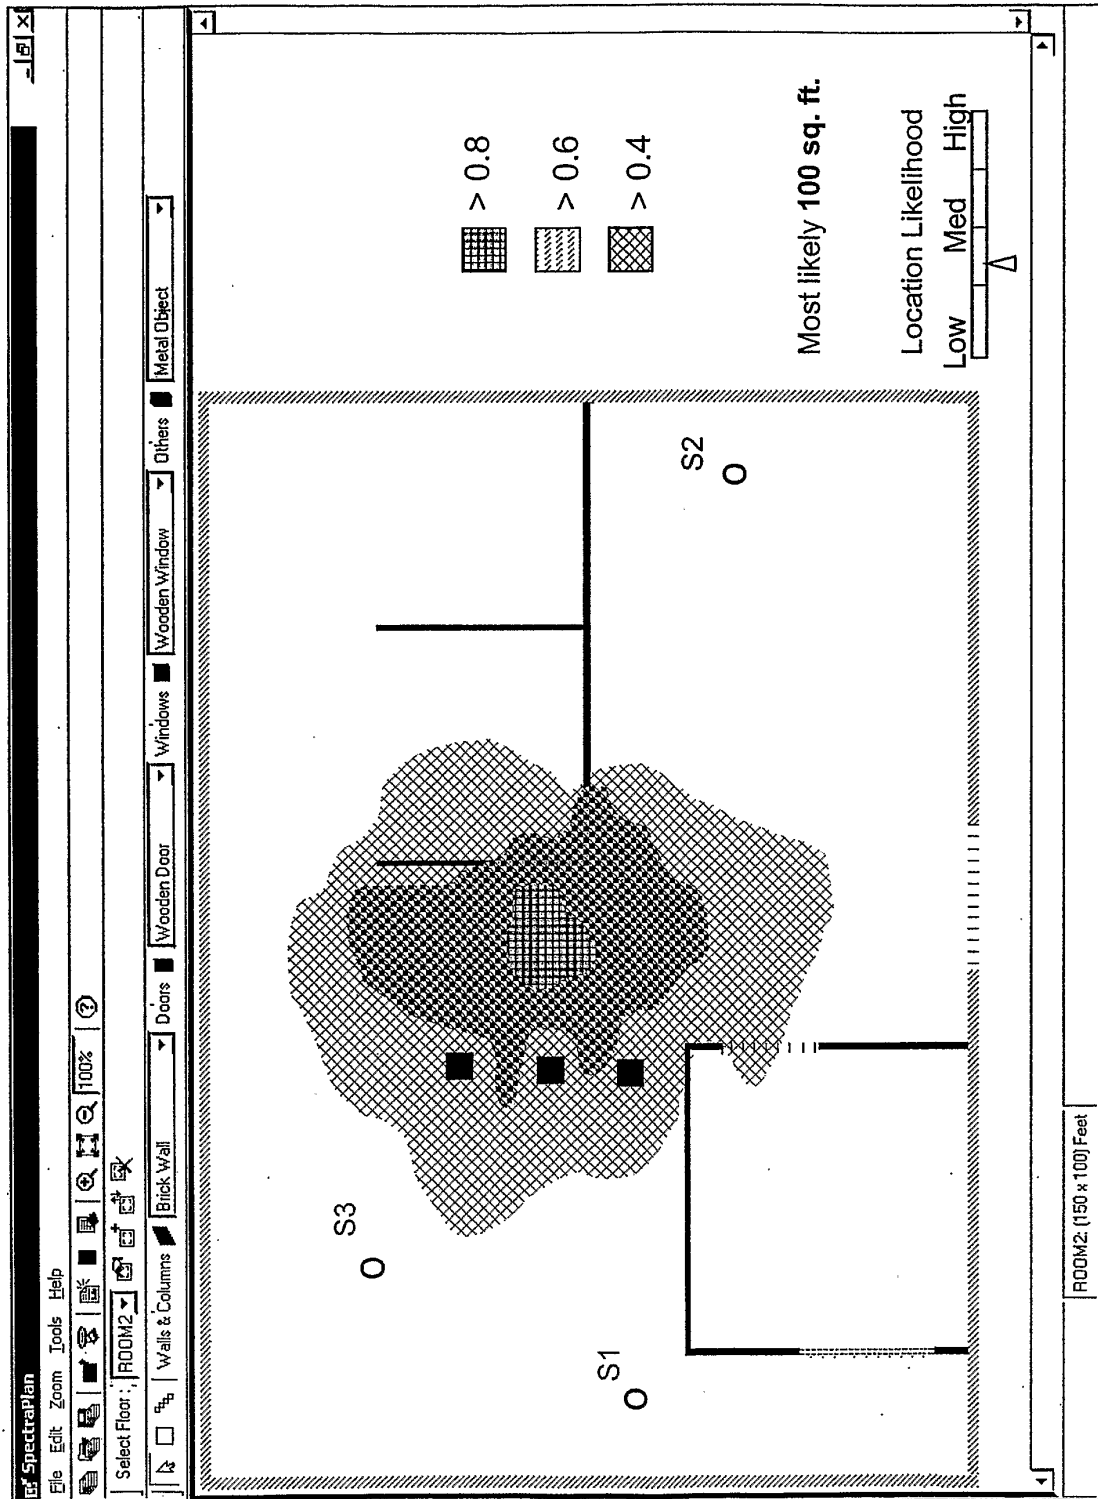 SpectraPlan
File Edit Zoom Tools Help
100%
Select Floor: ROOM2
Walls & Columns Brick Wall Doors Wooden Door Windows Wooden Window Others Metal Object
S3
S1
S2
> 0.8
> 0.6
> 0.4
Most likely 100 sq. ft.
Location Likelihood
Low Med High
ROOM2: (150 x 100) Feet